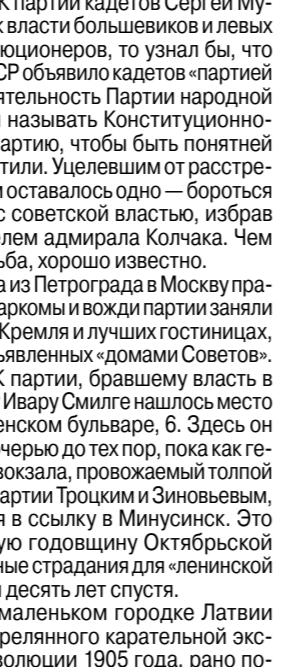 К партии кадетов Сергей Му-
к власти большевиков и левых
юционеров, то узнал бы, что
СР объявило кадетов «партией
ятельность Партии народной
называть Конституционно-
артию, чтобы быть понятней
тили. Уцелевшим от расстре-
м оставалось одно — бороться
с советской властью, избрав
елем адмирала Колчака. Чем
ьба, хорошо известно.
а из Петрограда в Москву пра-
аркомы и вожди партии заняли
Кремля и лучших гостиницах,
ъявленных «домами Советов».
К партии, бравшему власть в
Ивару Смилге нашлось место
енском бульваре, 6. Здесь он
очерью до тех пор, пока как ге-
вокзала, провожаемый толпой
артии Троцким и Зиновьевым,
я в ссылку в Минусинск. Это
ую годовщину Октябрьской
ные страдания для «ленинской
десять лет спустя.
маленьком городке Латвии
релянного карательной экс-
волюции 1905 года, рано по-